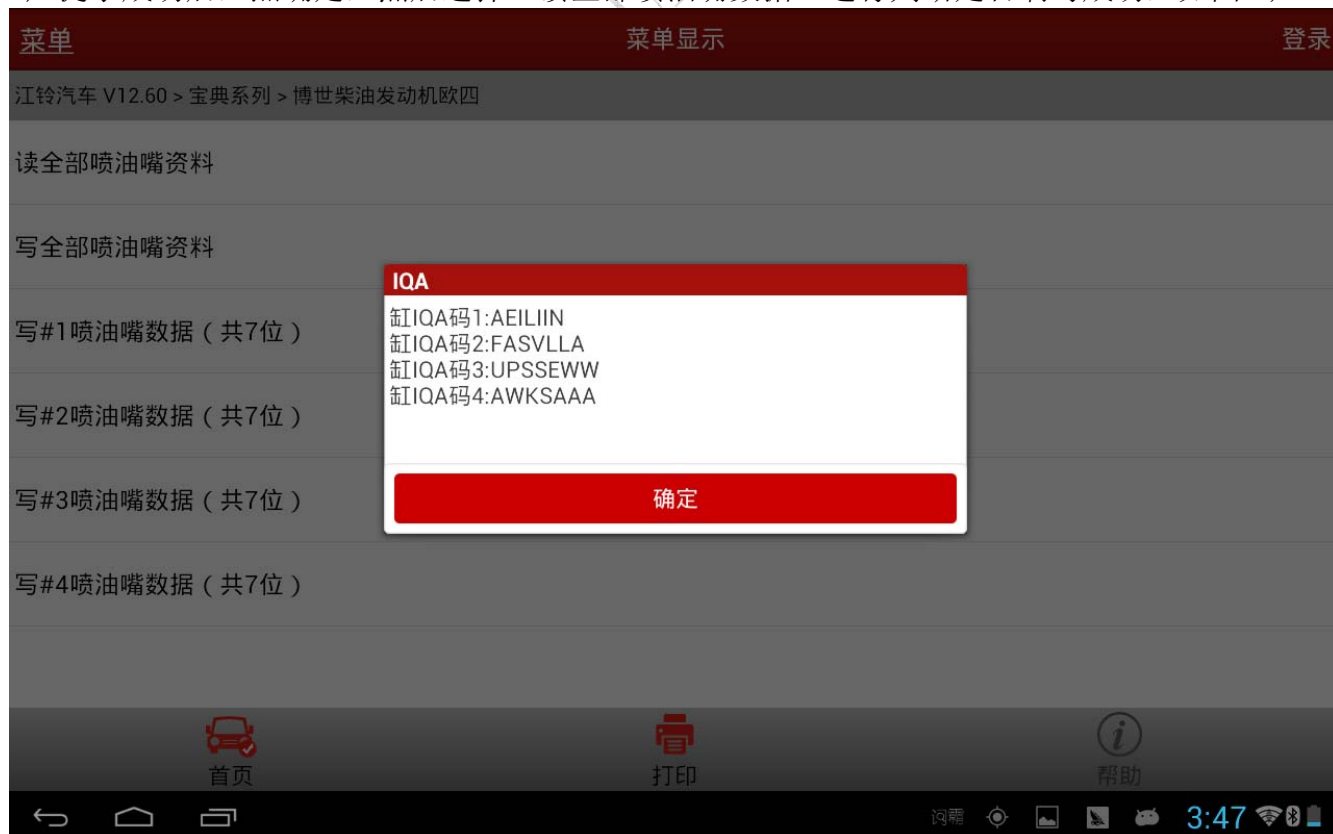 菜单
菜单显示
登录
江铃汽车 V12.60 > 宝典系列 > 博世柴油发动机欧四
读全部喷油嘴资料
写全部喷油嘴资料
写#1喷油嘴数据（共7位）
写#2喷油嘴数据（共7位）
写#3喷油嘴数据（共7位）
写#4喷油嘴数据（共7位）
IQA
缸IQA码1:AEILIIN
缸IQA码2:FASVLLA
缸IQA码3:UPSSEWW
缸IQA码4:AWKSAAA
确定
首页
打印
帮助
3:47